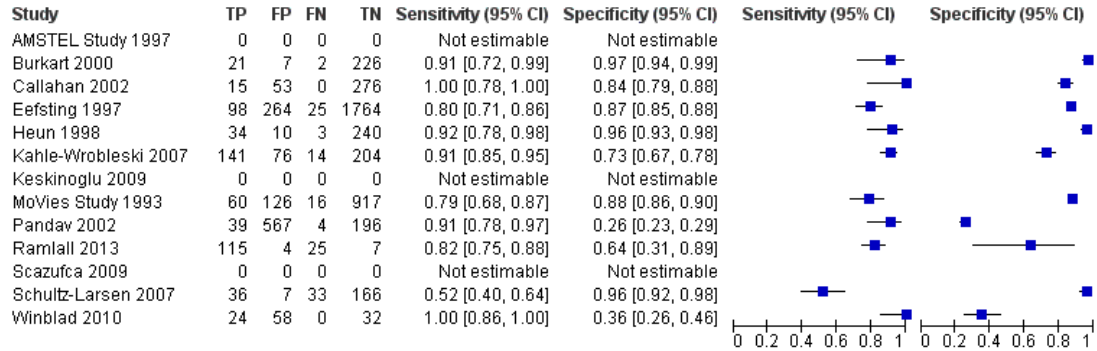 Study TP FP FN TN Sensitivity (95% CI) Specificity (95% CI) Sensitivity (95% CI) Specificity (95% CI)
AMSTEL Study 1997 0 0 0 0 Not estimable Not estimable
Burkart 2000 21 7 2 226 0.91 [0.72, 0.99] 0.97 [0.94, 0.99]
Callahan 2002 15 53 0 276 1.00 [0.78, 1.00] 0.84 [0.79, 0.88]
Eefsting 1997 98 264 25 1764 0.80 [0.71, 0.86] 0.87 [0.85, 0.88]
Heun 1998 34 10 3 240 0.92 [0.78, 0.98] 0.96 [0.93, 0.98]
Kahle-Wrobleski 2007 141 76 14 204 0.91 [0.85, 0.95] 0.73 [0.67, 0.78]
Keskinoglu 2009 0 0 0 0 Not estimable Not estimable
MoVies Study 1993 60 126 16 917 0.79 [0.68, 0.87] 0.88 [0.86, 0.90]
Pandav 2002 39 567 4 196 0.91 [0.78, 0.97] 0.26 [0.23, 0.29]
Ramlall 2013 115 4 25 7 0.82 [0.75, 0.88] 0.64 [0.31, 0.89]
Scazufca 2009 0 0 0 0 Not estimable Not estimable
Schultz-Larsen 2007 36 7 33 166 0.52 [0.40, 0.64] 0.96 [0.92, 0.98]
Winblad 2010 24 58 0 32 1.00 [0.86, 1.00] 0.36 [0.26, 0.46]
0 0.2 0.4 0.6 0.8 1 0 0.2 0.4 0.6 0.8 1